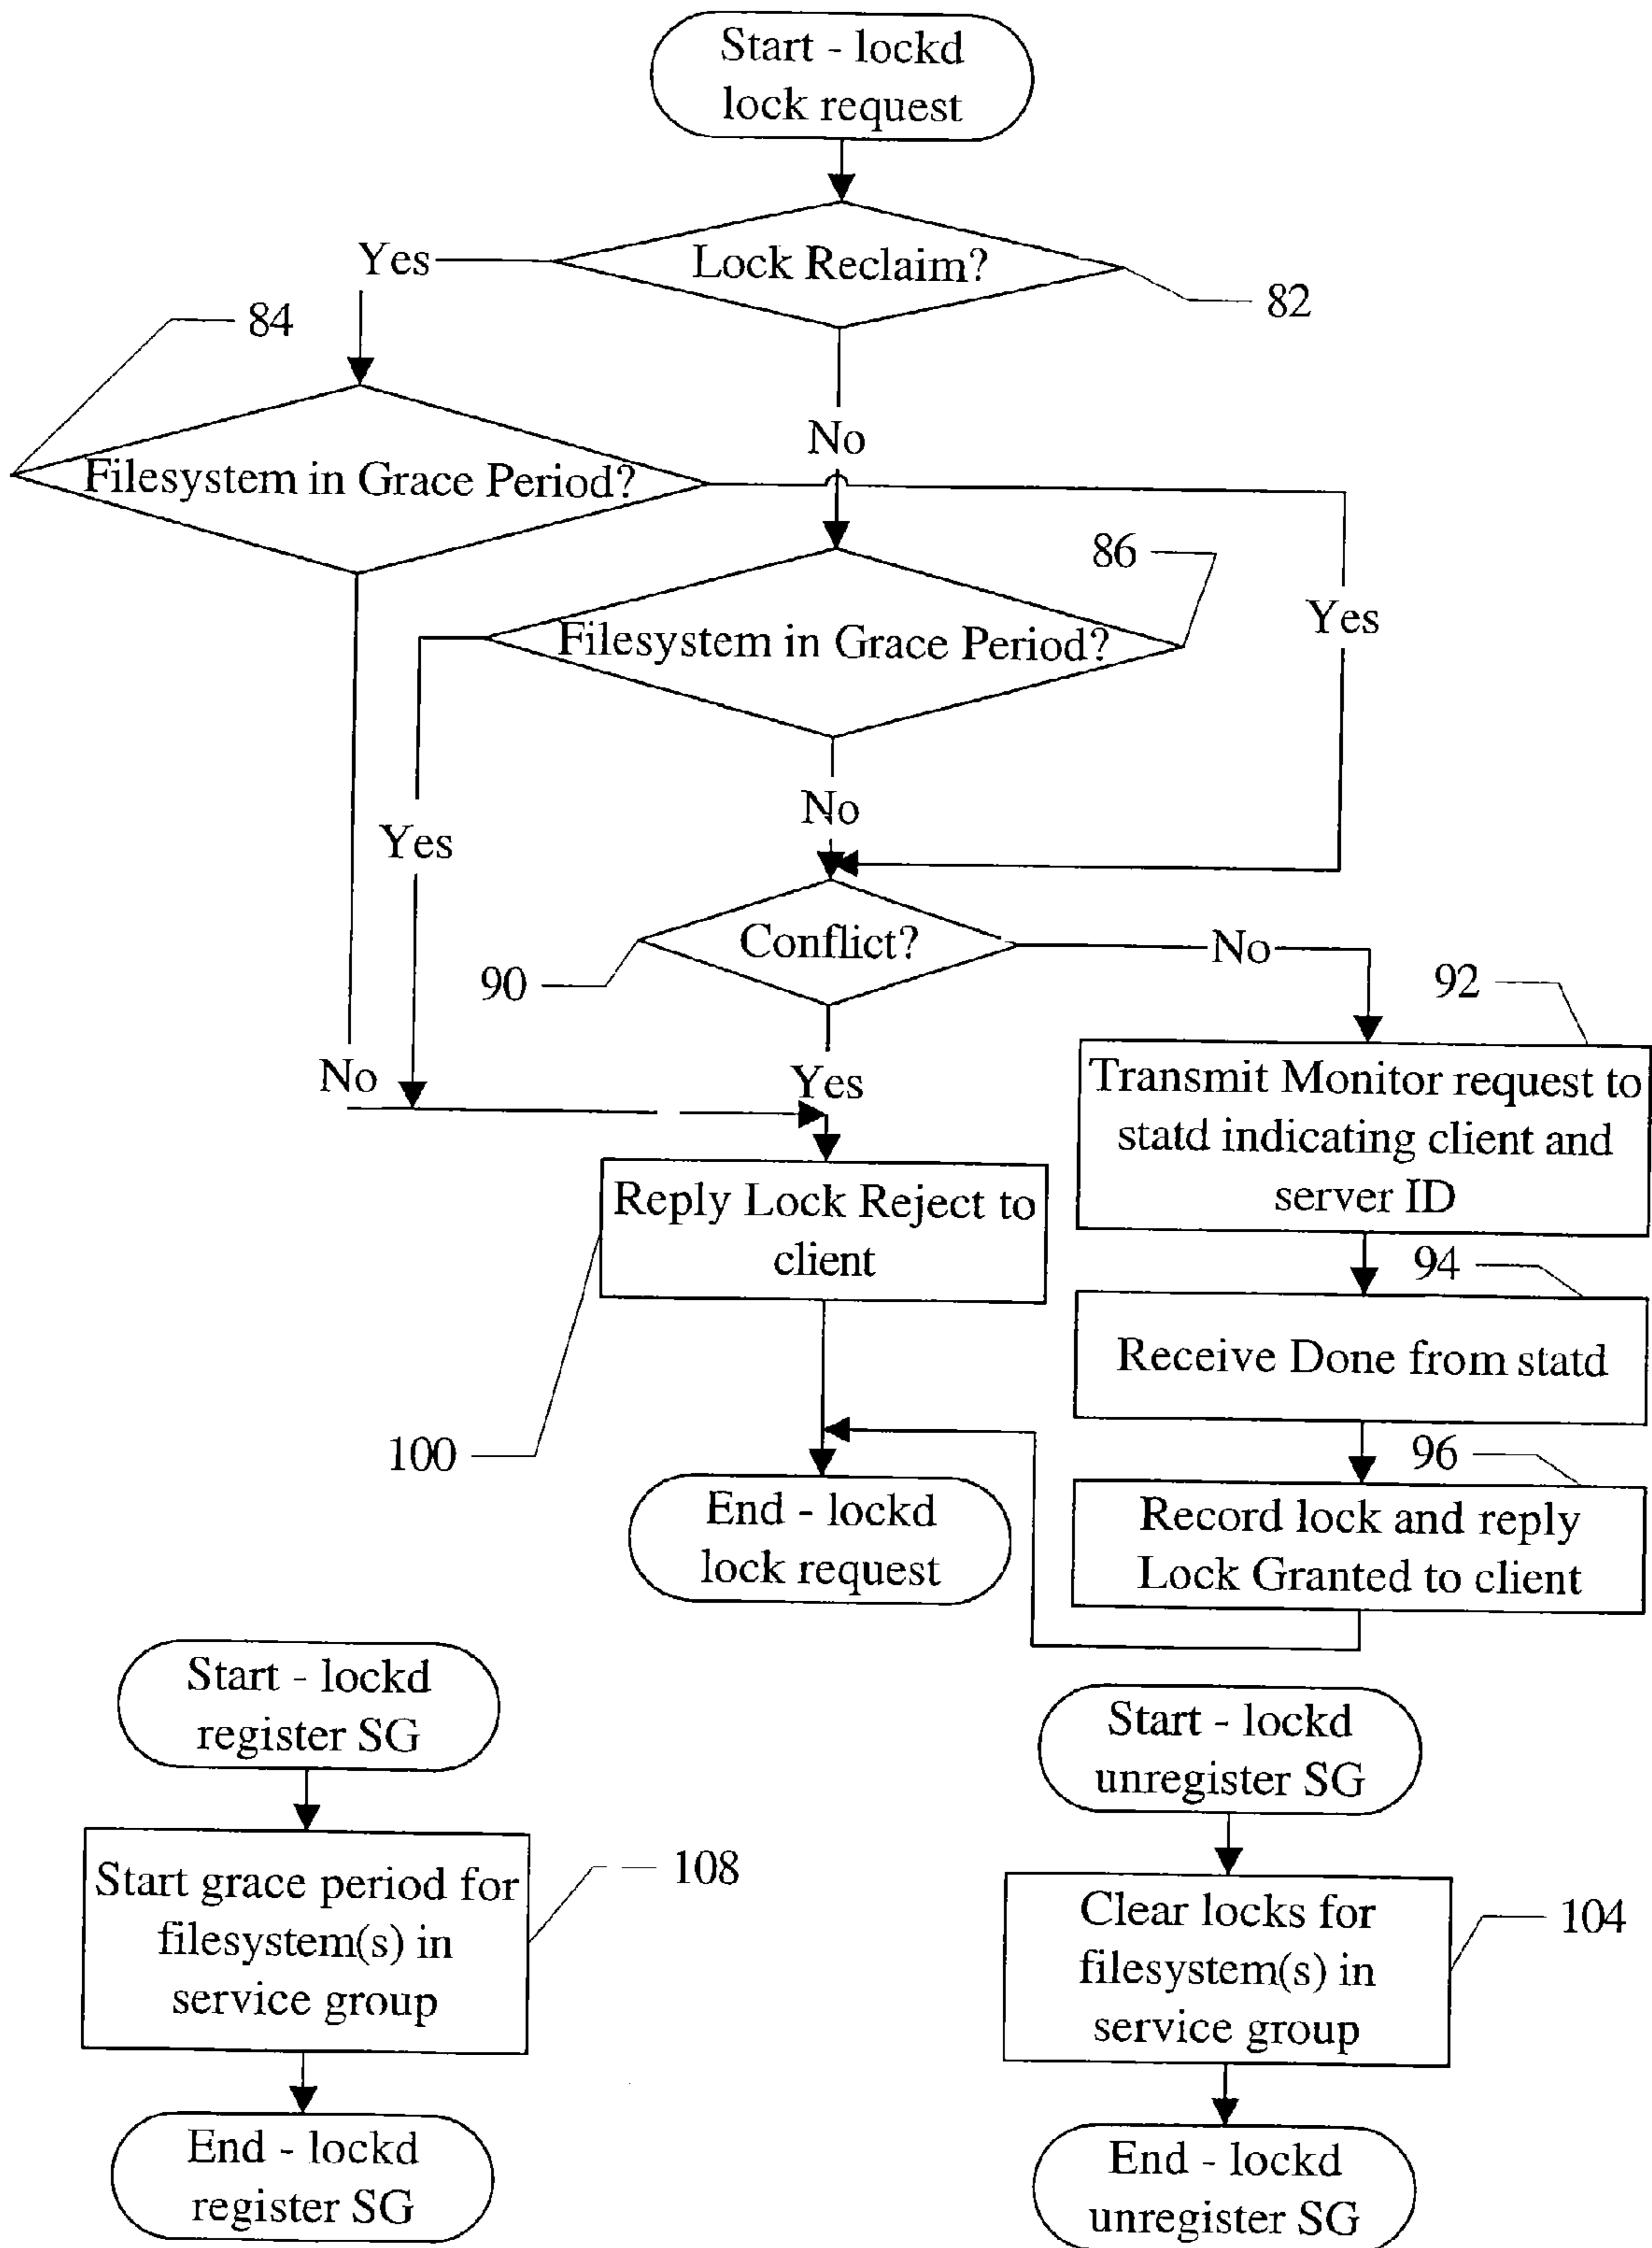 Start - lockd
lock request
Lock Reclaim?
Yes
82
84
No
Filesystem in Grace Period?
86
Yes
Filesystem in Grace Period?
No
Yes
Conflict?
No
90
92
No
Yes
Transmit Monitor request to
statd indicating client and
server ID
Reply Lock Reject to
client
94
Receive Done from statd
100
96
End - lockd
lock request
Record lock and reply
Lock Granted to client
Start - lockd
register SG
Start grace period for
filesystem(s) in
service group
108
End - lockd
register SG
Start - lockd
unregister SG
Clear locks for
filesystem(s) in
service group
104
End - lockd
unregister SG